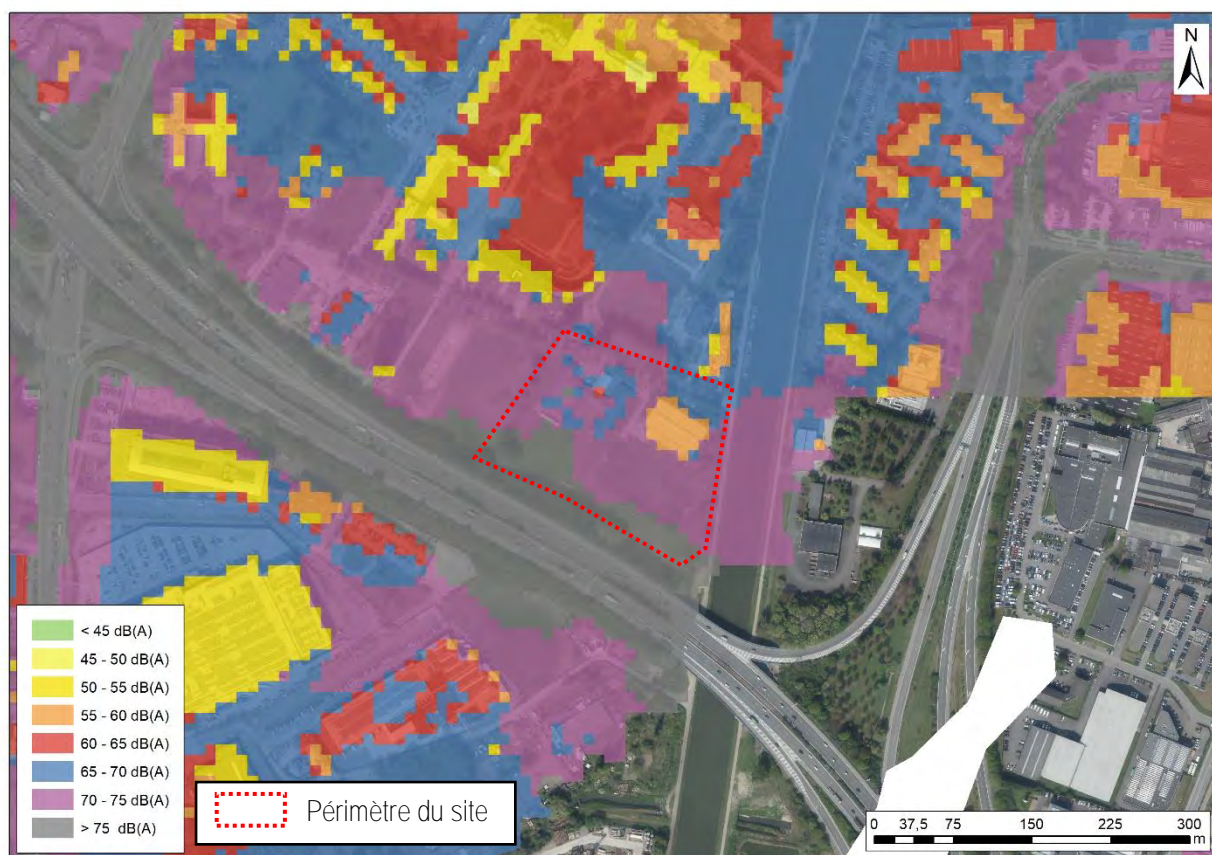 N
< 45 dB(A)
45 - 50 dB(A)
50 - 55 dB(A)
55 - 60 dB(A)
60 - 65 dB(A)
65 - 70 dB(A)
70 - 75 dB(A)
> 75 dB(A)
Périmètre du site
0 37,5 75 150 225 300
m